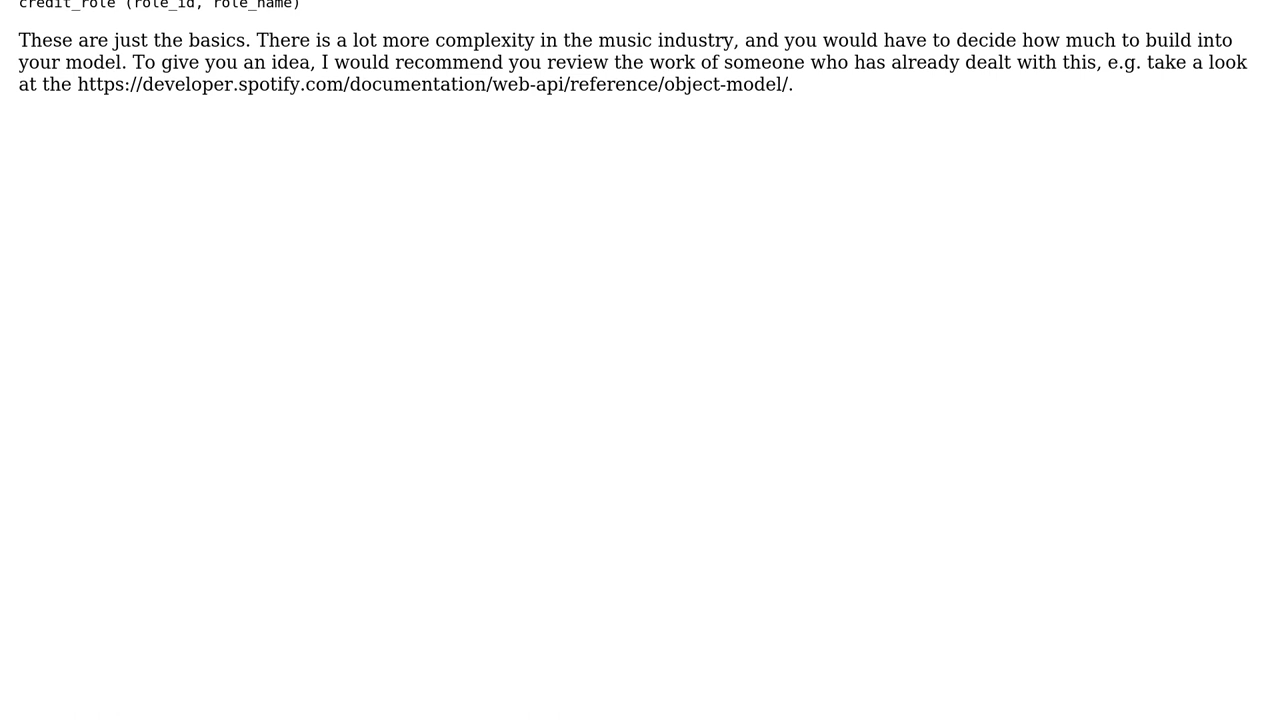 credit_role (role_id, role_name)
These are just the basics. There is a lot more complexity in the music industry, and you would have to decide how much to build into
your model. To give you an idea, I would recommend you review the work of someone who has already dealt with this, e.g. take a look
at the https://developer.spotify.com/documentation/web-api/reference/object-model/.